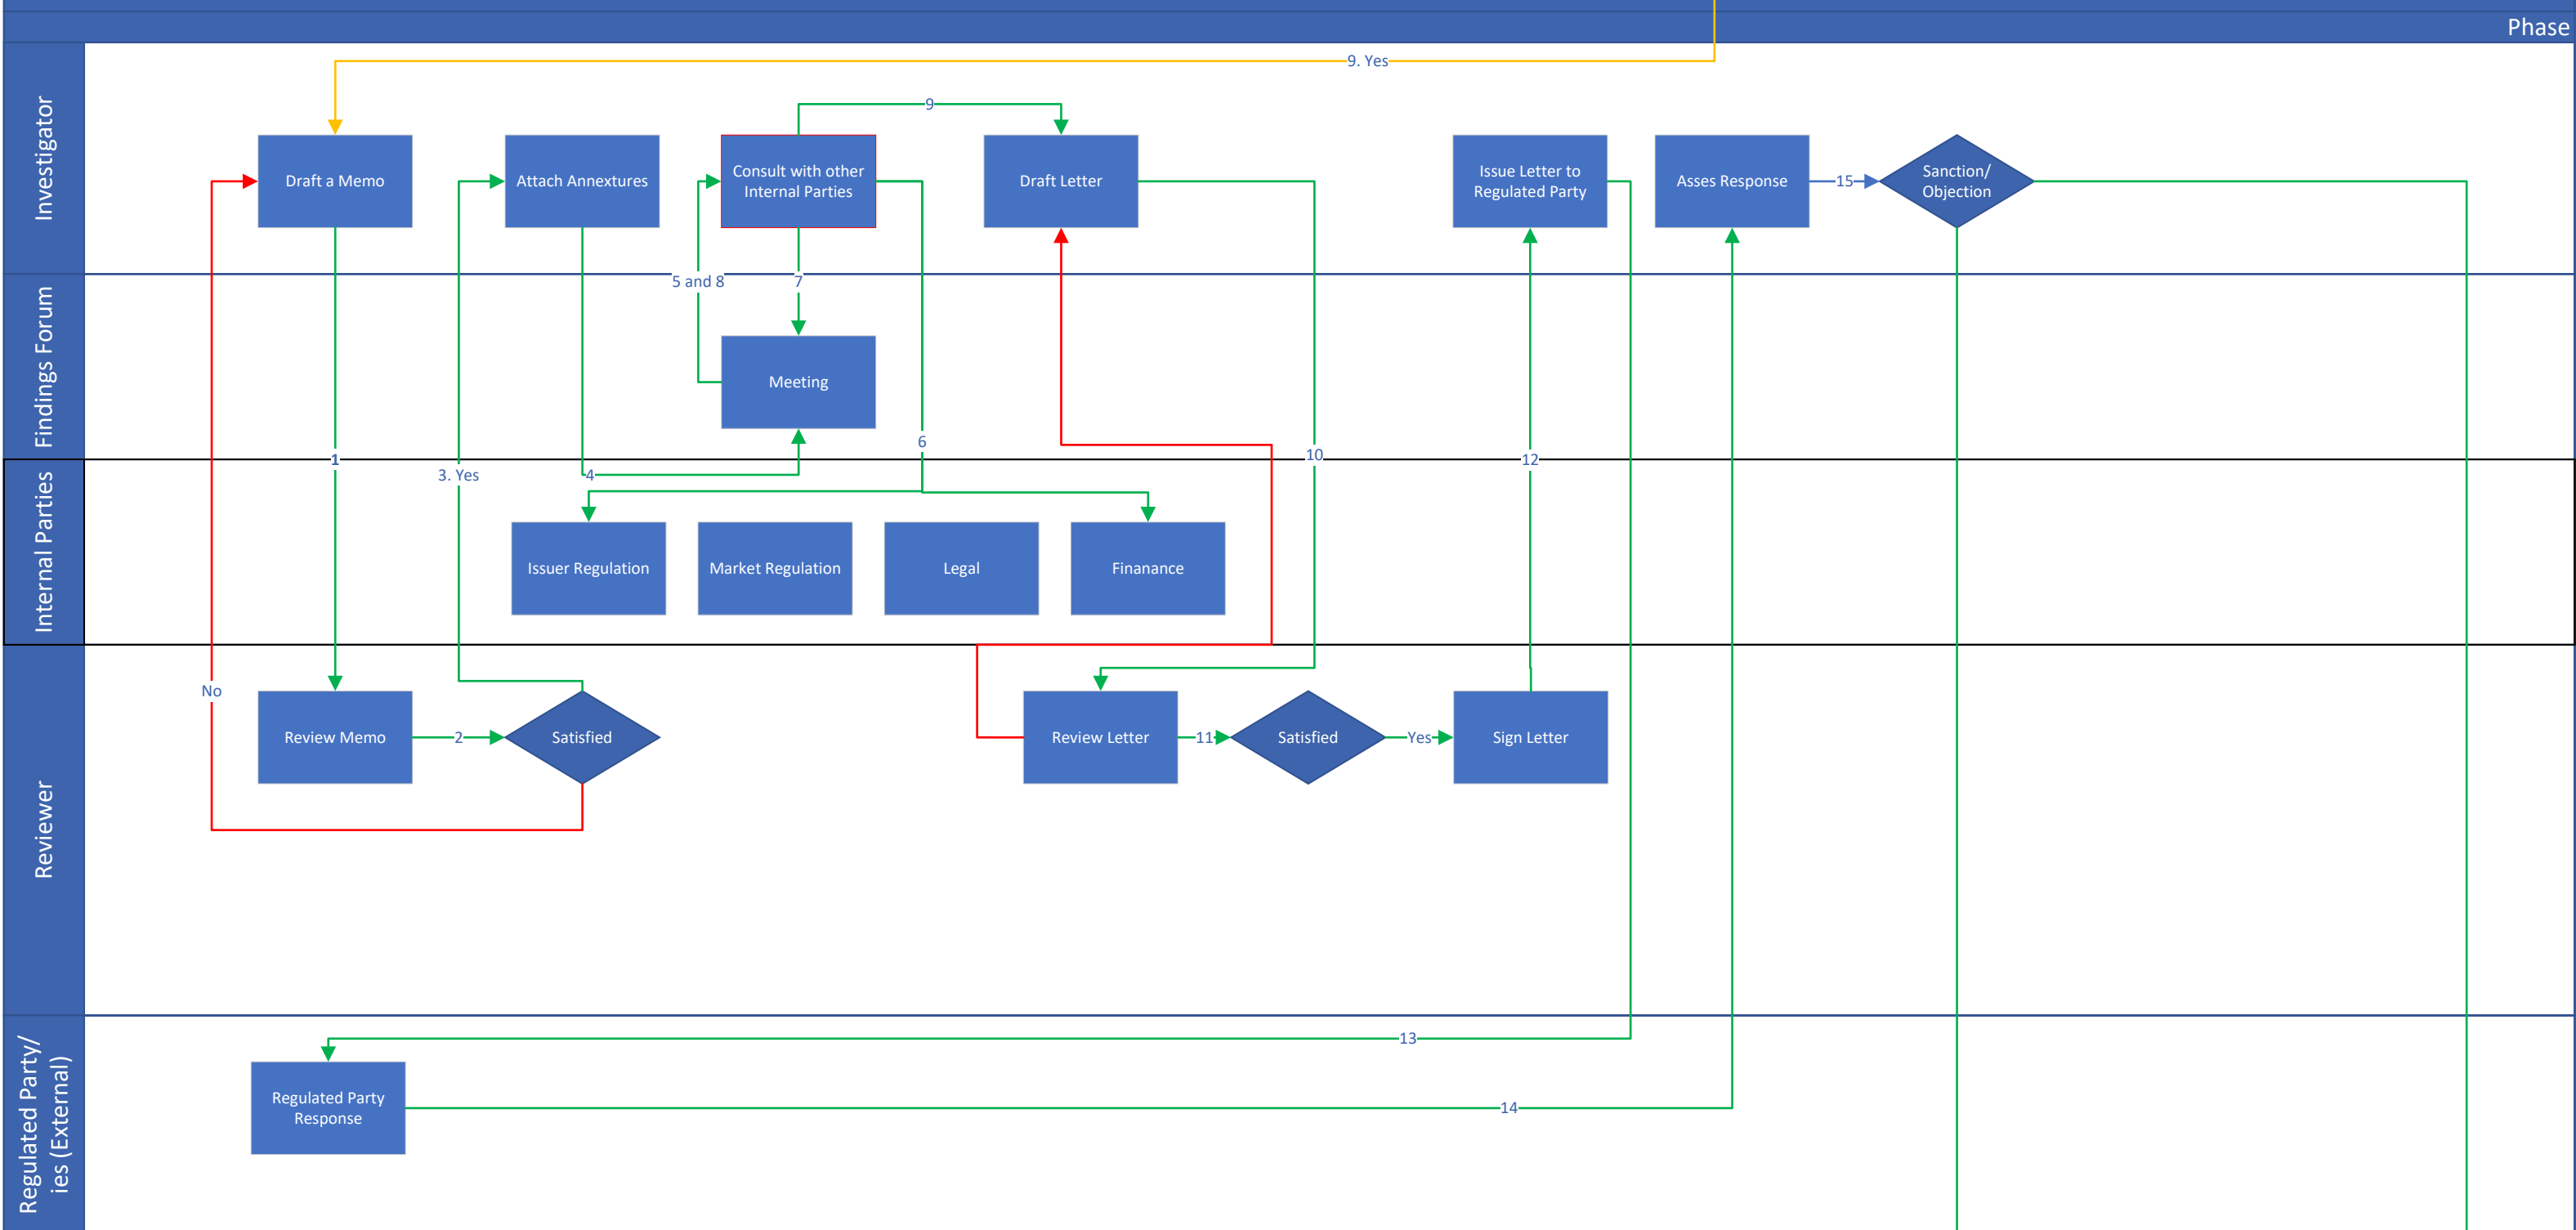 Phase
Investigator
9. Yes
9
Draft a Memo
Attach Annextures
Consult with other
Internal Parties
Draft Letter
Issue Letter to
Regulated Party
Asses Response
15
Sanction/
Objection
Findings Forum
5 and 8
7
Meeting
6
1
3. Yes
4
10
12
Internal Parties
Issuer Regulation
Market Regulation
Legal
Finanance
Reviewer
No
Review Memo
2
Satisfied
Review Letter
11
Satisfied
Yes
Sign Letter
Regulated Party/
ies (External)
13
Regulated Party
Response
14